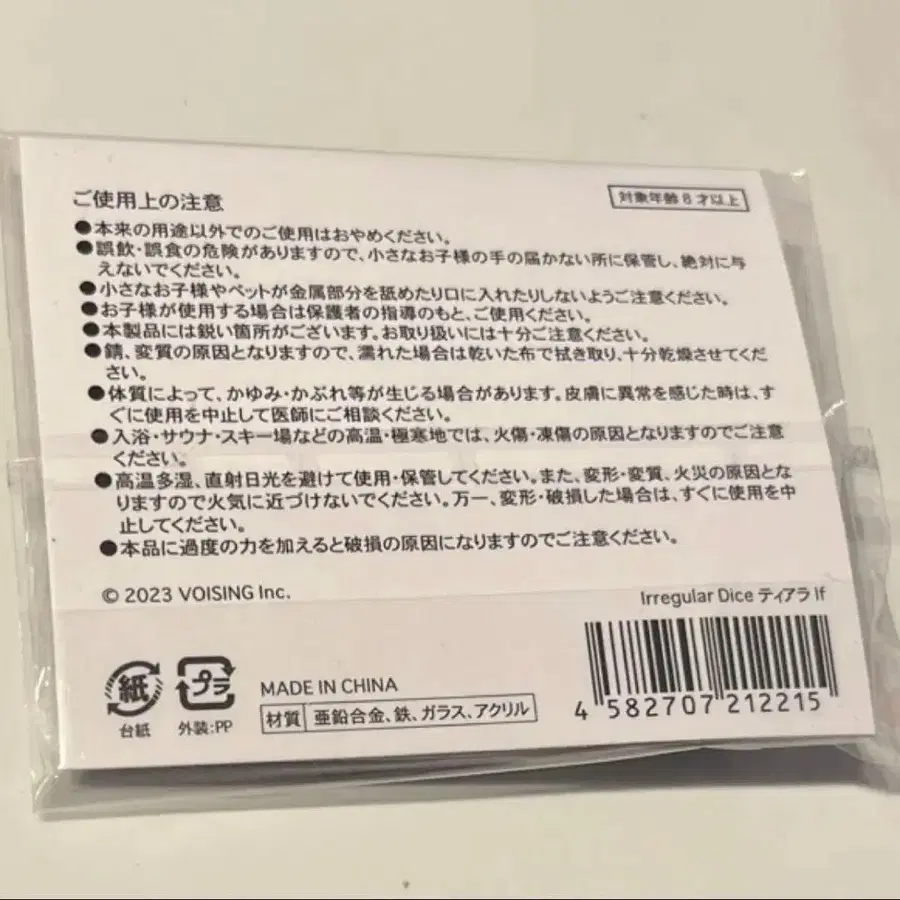 ご使用上の注意
対象年齢6才以上
●本来の用途以外でのご使用はおやめください。
●誤飲・誤食の危険がありますので、小さなお子様の手の届かない所に保管し、絶対に与
えないでください。
●小さなお子様やペットが金属部分を舐めたり口に入れたりしないようご注意ください。
●お子様が使用する場合は保護者の指導のもと、ご使用ください。
●本製品には鋭い箇所がございます。お取り扱いには十分ご注意ください。
●錆、変質の原因となりますので、濡れた場合は乾いた布で拭き取り、十分乾燥させてくだ
さい。
●体質によって、かゆみ・かぶれ等が生じる場合があります。皮膚に異常を感じた時は、す
ぐに使用を中止して医師にご相談ください。
●入浴・サウナ・スキー場などの高温・極寒地では、火傷・凍傷の原因となりますのでご注意
ください。
●高温多湿、直射日光を避けて使用・保管してください。また、変形・変質、火災の原因とな
りますので火気に近づけないでください。万一、変形・破損した場合は、すぐに使用を中
止してください。
●本品に過度の力を加えると破損の原因になりますのでご注意ください。
© 2023 VOISING Inc.
Irregular Dice ティアラ If
紙
台紙
プラ
外装:PP
MADE IN CHINA
材質 亜鉛合金、鉄、ガラス、アクリル
4 582707 212215